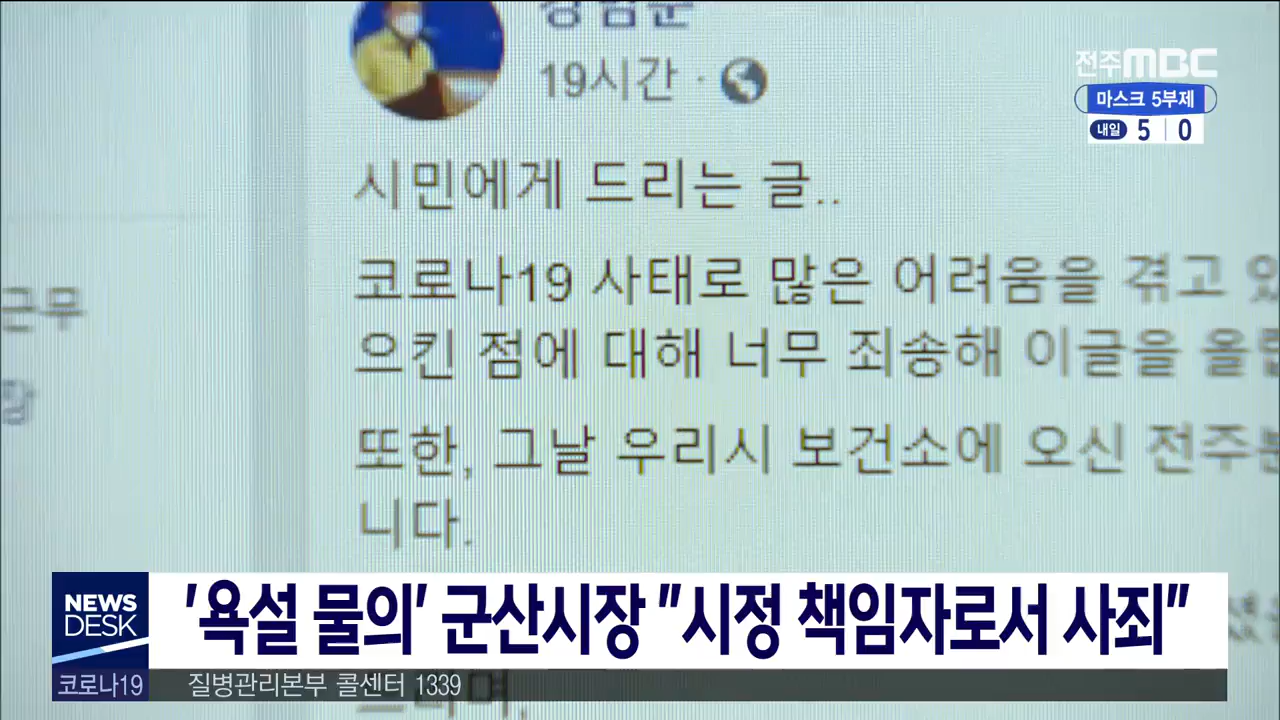 19시간 ·
전주MBC
마스크 5부제
내일 5 0
시민에게 드리는 글..
코로나19 사태로 많은 어려움을 겪고
으킨 점에 대해 너무 죄송해 이글을
근무
또한, 그날 우리시 보건소에 오신
니다.
NEWS
DESK
'욕설 물의' 군산시장 "시정 책임자로서 사죄"
코로나19 질병관리본부 콜센터 1339